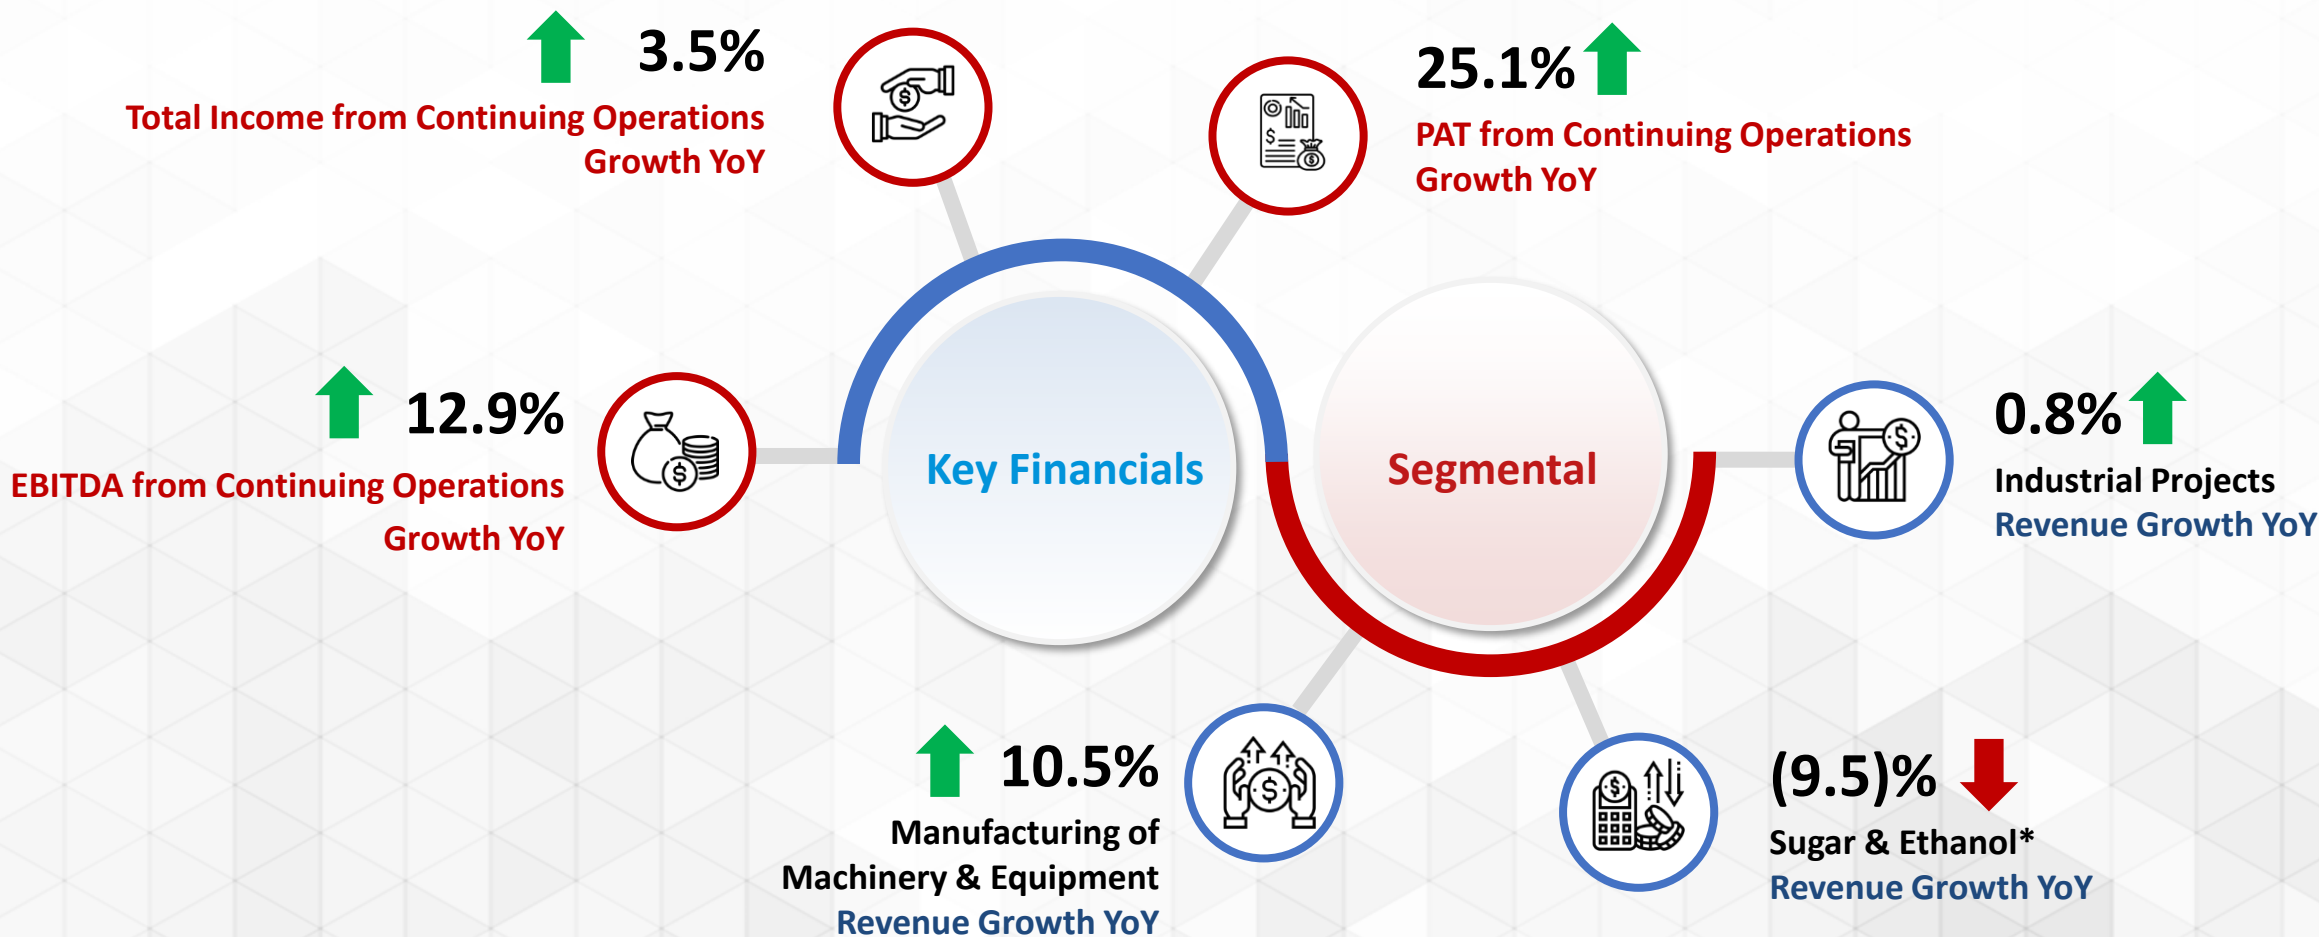 3.5%
Total Income from Continuing Operations
Growth YoY
25.1%
PAT from Continuing Operations
Growth YoY
12.9%
EBITDA from Continuing Operations
Growth YoY
Key Financials
Segmental
0.8%
Industrial Projects
Revenue Growth YoY
10.5%
Manufacturing of
Machinery & Equipment
Revenue Growth YoY
(9.5)%
Sugar & Ethanol*
Revenue Growth YoY